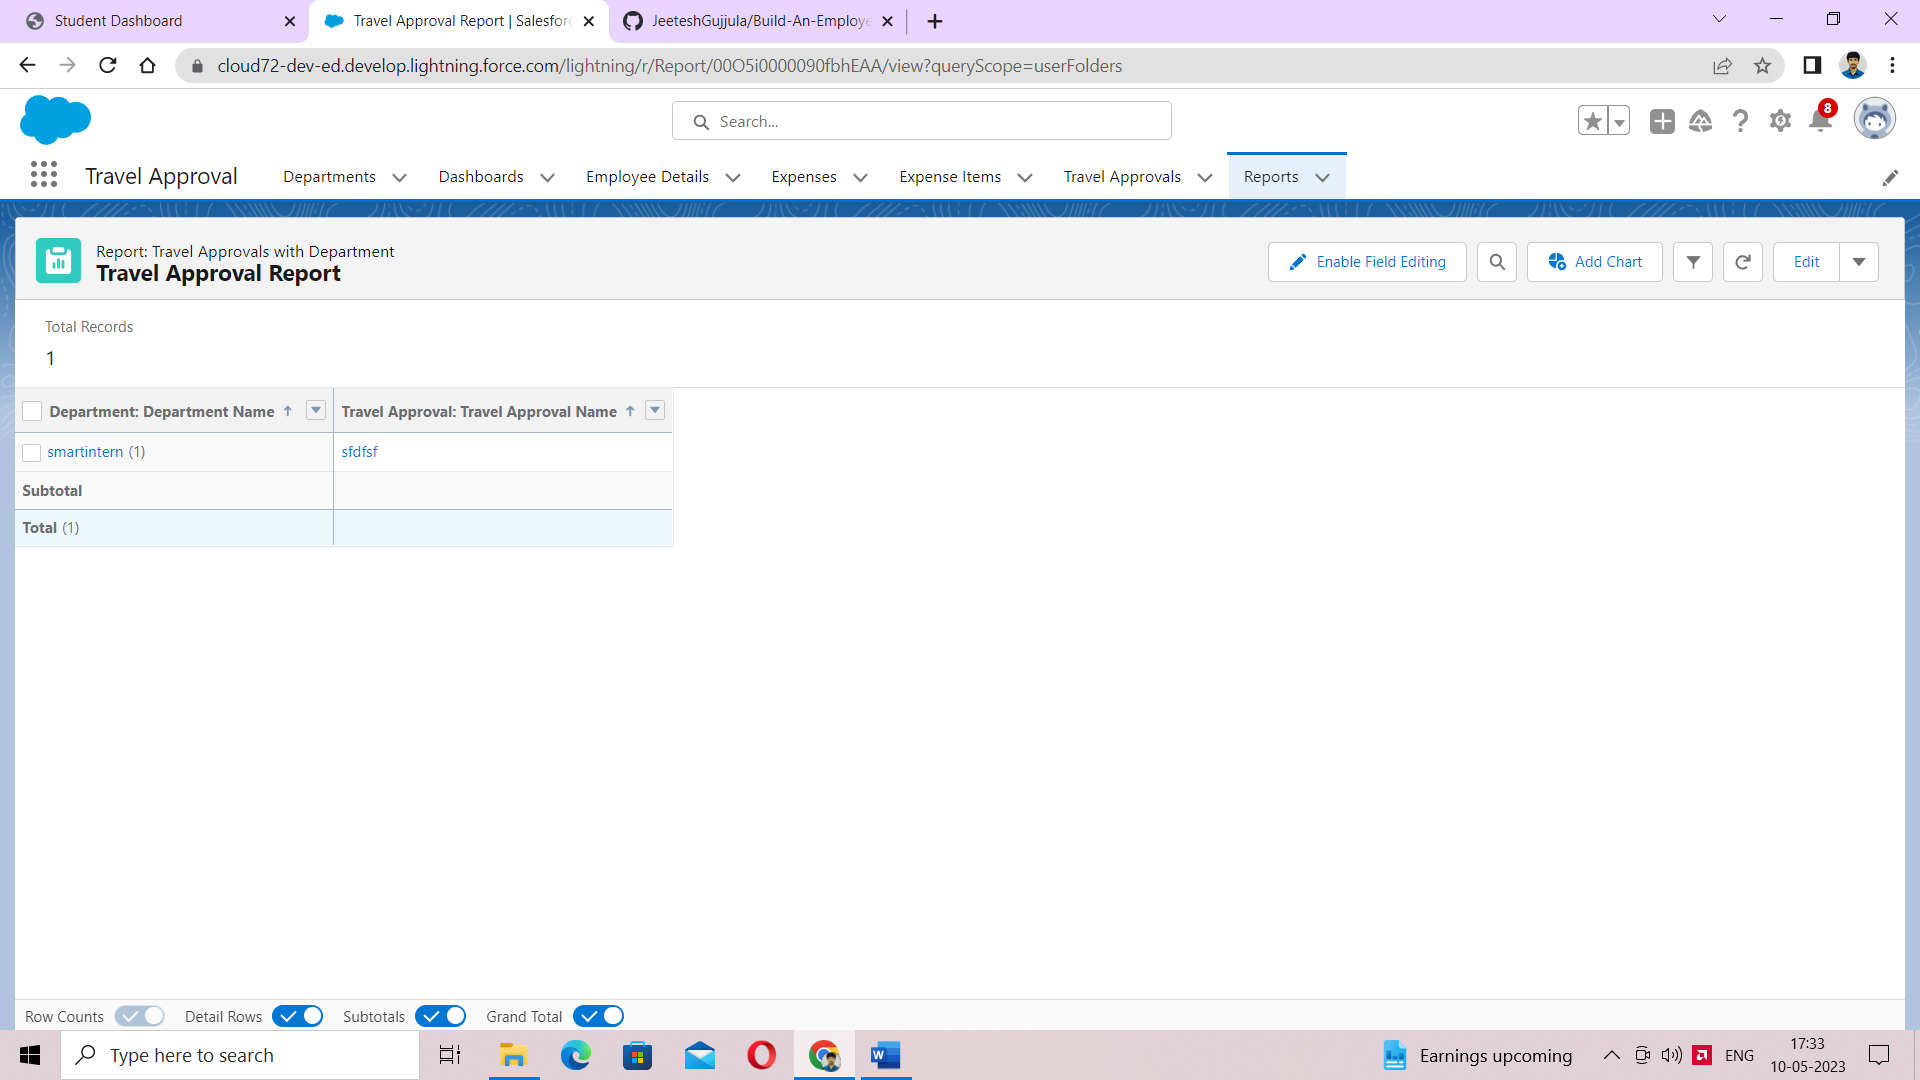 Student Dashboard
Travel Approval Report | Salesforc
JeeteshGujjula/Build-An-Employe
cloud72-dev-ed.develop.lightning.force.com/lightning/r/Report/00O5i0000090fbhEAA/view?queryScope=userFolders
Search...
8
Travel Approval
Departments
Dashboards
Employee Details
Expenses
Expense Items
Travel Approvals
Reports
Report: Travel Approvals with Department
Travel Approval Report
Enable Field Editing
Add Chart
Edit
Total Records
1
Department: Department Name ↑
Travel Approval: Travel Approval Name ↑
smartintern (1)
sfdfsf
Subtotal
Total (1)
Row Counts
Detail Rows
Subtotals
Grand Total
Type here to search
Earnings upcoming
ENG
17:33
10-05-2023